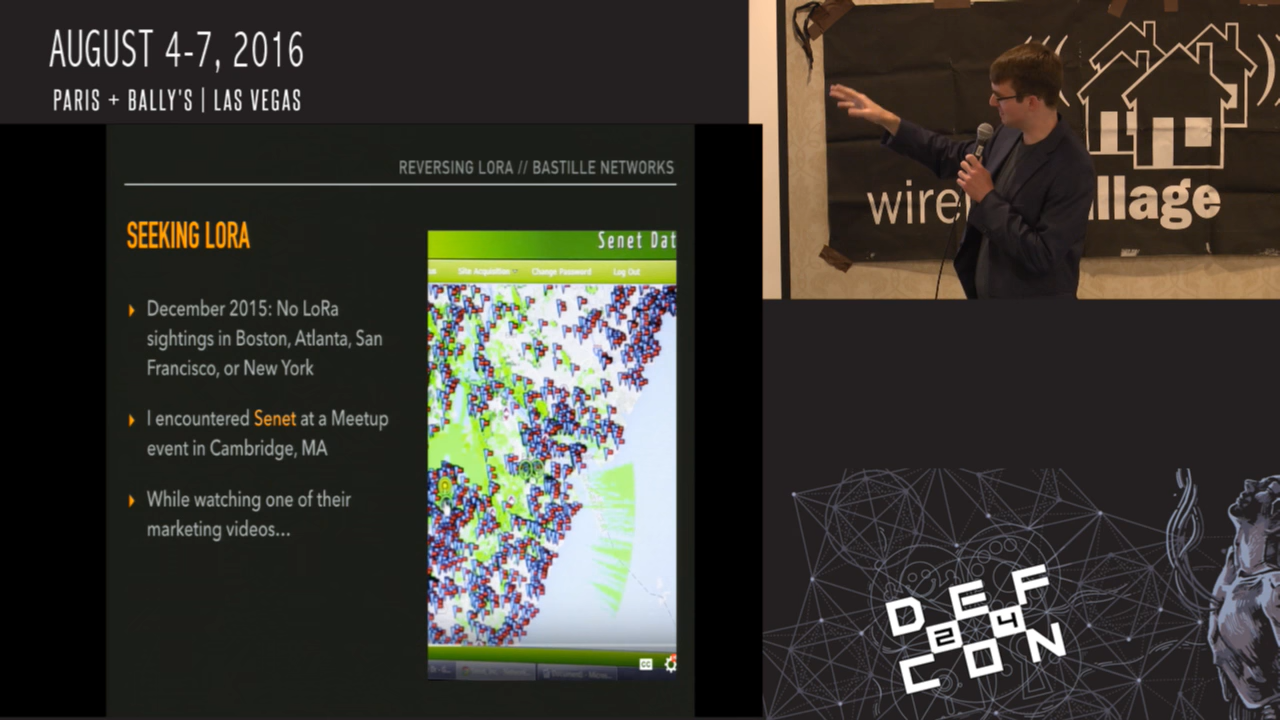 AUGUST 4-7, 2016
PARIS + BALLY'S | LAS VEGAS
REVERSING LORA // BASTILLE NETWORKS
SEEKING LORA
December 2015: No LoRa
sightings in Boston, Atlanta, San
Francisco, or New York
I encountered Senet at a Meetup
event in Cambridge, MA
While watching one of their
marketing videos...
Senet Dat
Site Acquisition
Change Password
Log Out
CC
wire llage
DEF
24
CON